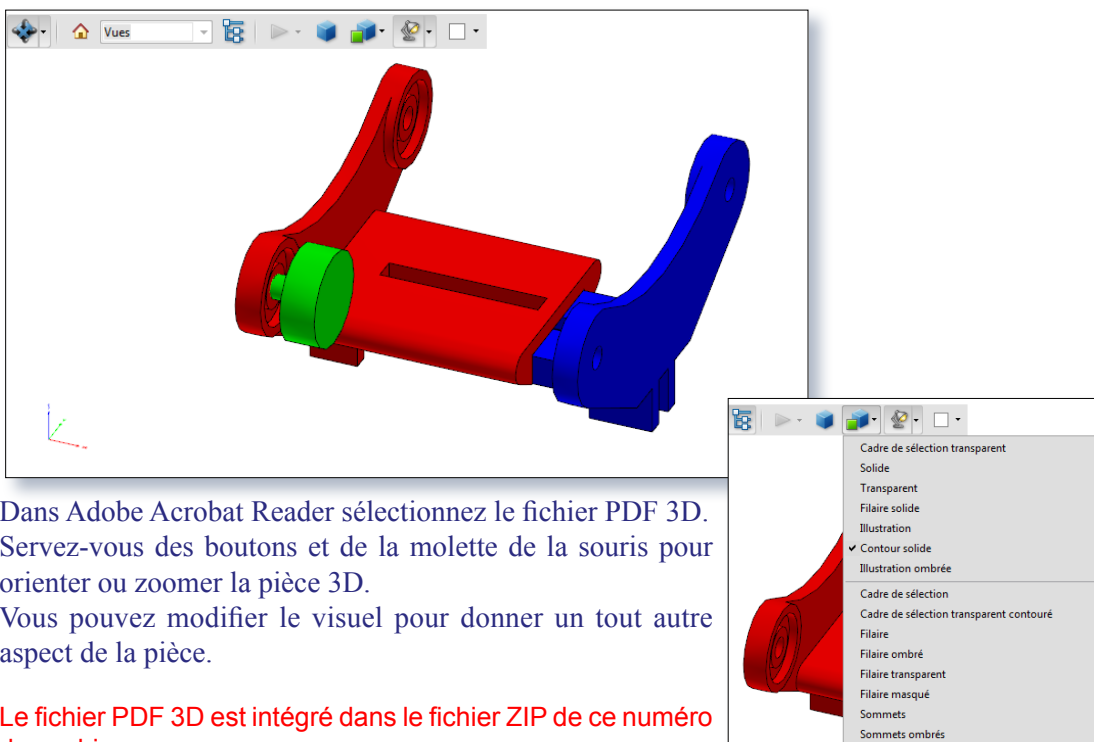 Vues
Cadre de sélection transparent
Solide
Transparent
Filaire solide
Illustration
Contour solide
Illustration ombrée
Cadre de sélection
Cadre de sélection transparent contouré
Filaire
Filaire ombré
Filaire transparent
Filaire masqué
Sommets
Sommets ombrés
Dans Adobe Acrobat Reader sélectionnez le fichier PDF 3D.
Servez-vous des boutons et de la molette de la souris pour
orienter ou zoomer la pièce 3D.
Vous pouvez modifier le visuel pour donner un tout autre
aspect de la pièce.
Le fichier PDF 3D est intégré dans le fichier ZIP de ce numéro